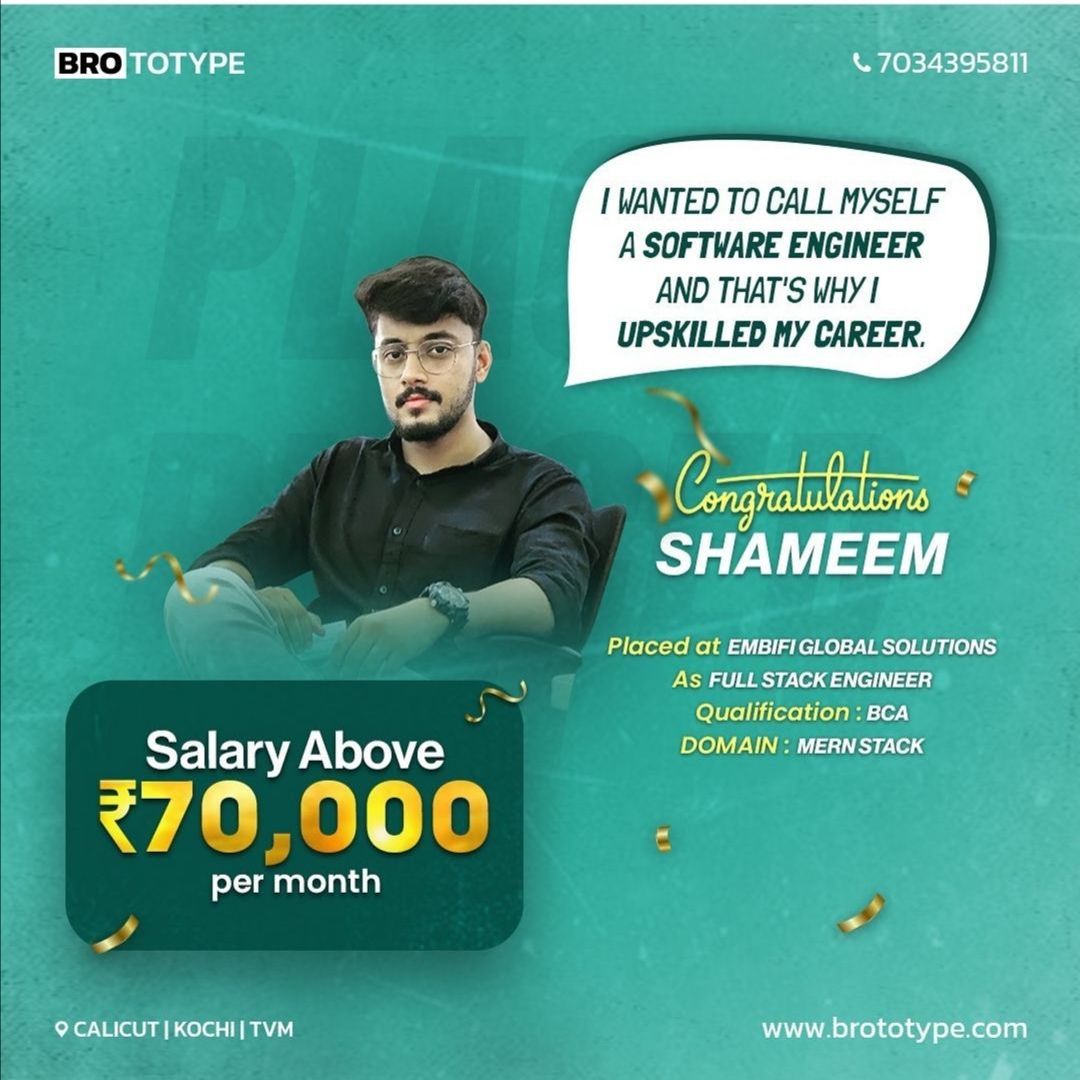 BROTOTYPE
7034395811
I WANTED TO CALL MYSELF
A SOFTWARE ENGINEER
AND THAT'S WHY I
UPSKILLED MY CAREER.
Congratulations
SHAMEEM
Placed at EMBIFI GLOBAL SOLUTIONS
As FULL STACK ENGINEER
Qualification : BCA
DOMAIN : MERN STACK
Salary Above
₹70,000
per month
CALICUT | KOCHI | TVM
www.brototype.com